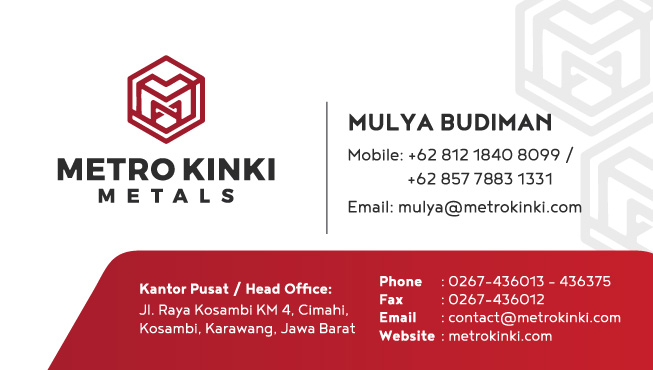 METRO KINKI
METALS
MULYA BUDIMAN
Mobile: +62 812 1840 8099 /
+62 857 7883 1331
Email: mulya@metrokinki.com
Kantor Pusat / Head Office:
Jl. Raya Kosambi KM 4, Cimahi,
Kosambi, Karawang, Jawa Barat
Phone : 0267-436013 - 436375
Fax : 0267-436012
Email : contact@metrokinki.com
Website : metrokinki.com